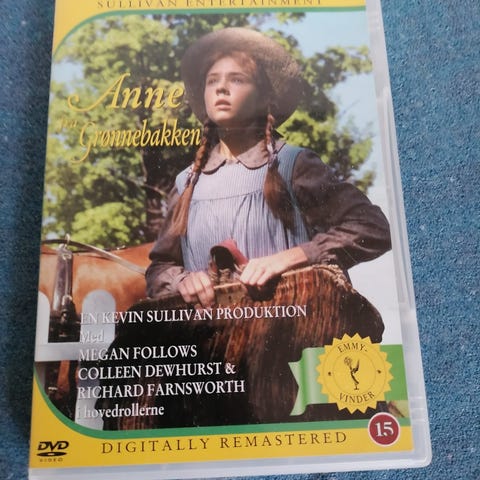 SULLIVAN ENTERTAINMENT
Anne
fra
Grønnebakken
EN KEVIN SULLIVAN PRODUKTION
Med
MEGAN FOLLOWS
COLLEEN DEWHURST &
RICHARD FARNSWORTH
i hovedrollerne
EMMY-
VINDER
15
DVD
VIDEO
DIGITALLY REMASTERED